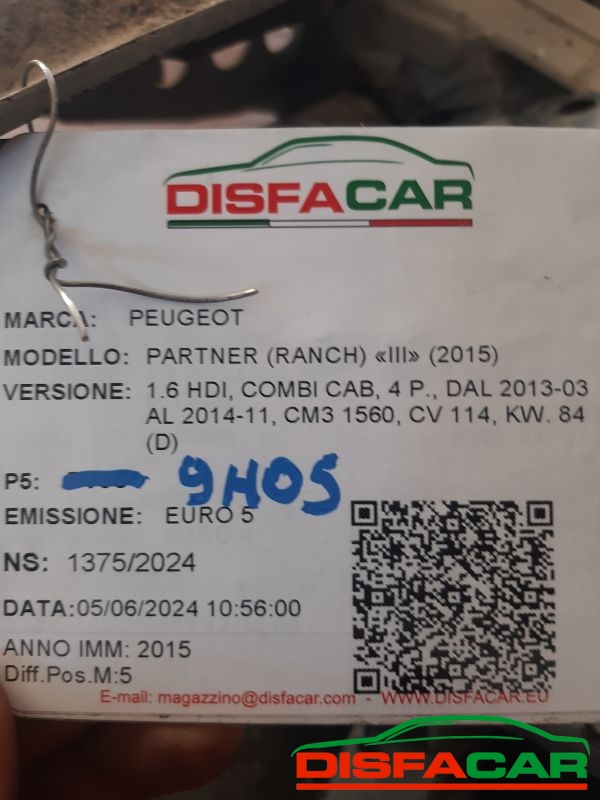 DISFACAR
MARCA: PEUGEOT
MODELLO: PARTNER (RANCH) «III» (2015)
VERSIONE: 1.6 HDI, COMBI CAB, 4 P., DAL 2013-03
AL 2014-11, CM3 1560, CV 114, KW. 84
(D)
P5: 9H05
EMISSIONE: EURO 5
NS: 1375/2024
DATA:05/06/2024 10:56:00
ANNO IMM: 2015
Diff.Pos.M:5
E-mail: magazzino@disfacar.com - WWW.DISFACAR.EU
DISFACAR